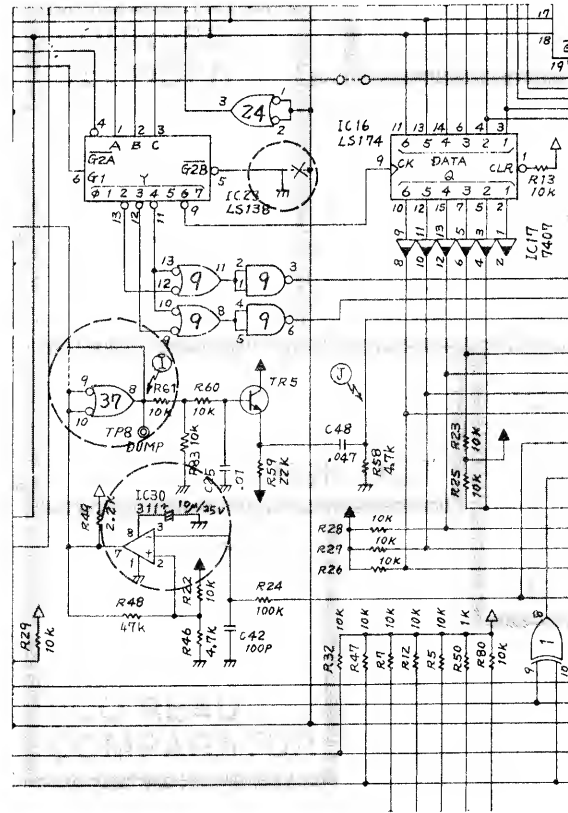 17
18
19
3
1
24
2
4
1 2 3
A B C
G2A
G1
6
G2B
5
Y
0 1 2 3 4 5 6 7
13 12 11 9
IC23
LS138
IC16
LS174
11 13 14 6 4 3
6 5 4 3 2 1
9
CK
DATA
Q
CLR
1
6 5 4 3 2 1
10 12 15 7 5 2
R13
10K
9 11 13 5 3 1
8 10 12 6 4 2
IC17
7407
13
12
9
11
2
1
9
3
10
9
8
4
9
6
I
9
10
37
8
TP8
DUMP
R61
10K
R60
10K
TR5
J
10K
.01
R59
22K
C48
.047
R58
4.7K
R23
10K
R25
10K
IC30
10µ/25V
8
3
7
1
2
R22
10K
R24
100K
R48
47K
R46
4.7K
C42
100P
R29
10K
R28
10K
R27
10K
R26
10K
R32
10K
R47
10K
R7
10K
R12
10K
R5
10K
R50
1K
R80
10K
8
1
9
10